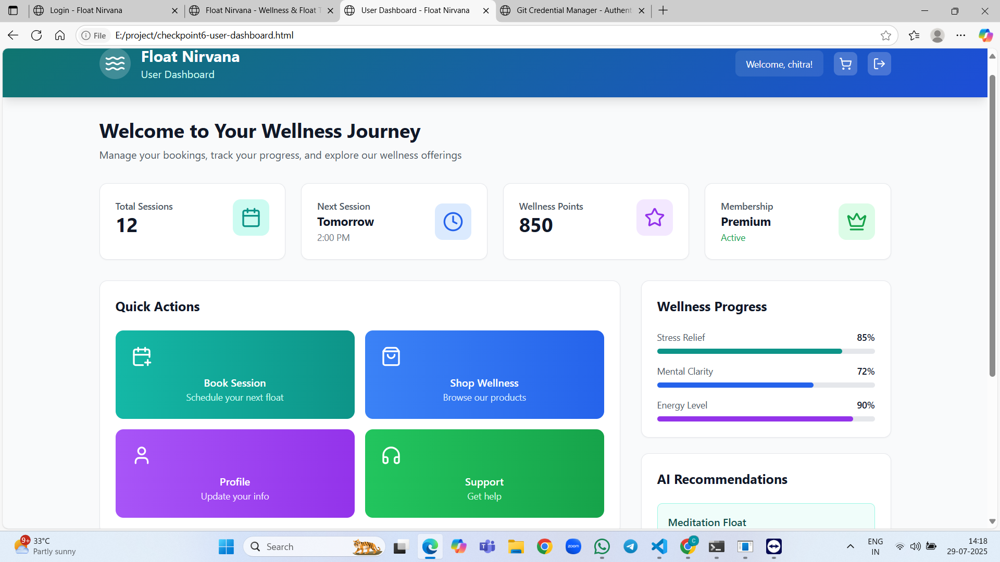 Login - Float Nirvana
Float Nirvana - Wellness & Float T
User Dashboard - Float Nirvana
Git Credential Manager - Authent
File
E:/project/checkpoint6-user-dashboard.html
Float Nirvana
User Dashboard
Welcome, chitra!
Welcome to Your Wellness Journey
Manage your bookings, track your progress, and explore our wellness offerings
Total Sessions
12
Next Session
Tomorrow
2:00 PM
Wellness Points
850
Membership
Premium
Active
Quick Actions
Book Session
Schedule your next float
Shop Wellness
Browse our products
Profile
Update your info
Support
Get help
Wellness Progress
Stress Relief 85%
Mental Clarity 72%
Energy Level 90%
AI Recommendations
Meditation Float
9+
33°C
Partly sunny
Search
zoom
C
ENG
IN
14:18
29-07-2025